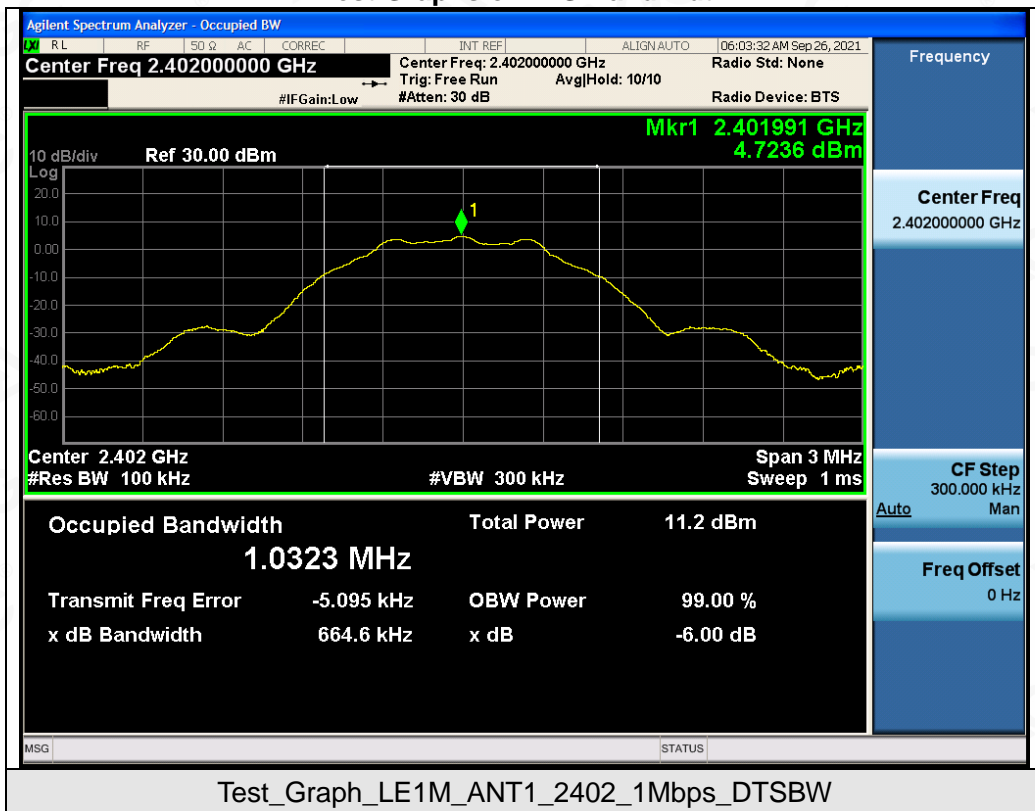 Agilent Spectrum Analyzer - Occupied BW
LXI RL RF 50 Ω AC CORREC INT REF ALIGN AUTO 06:03:32 AM Sep 26, 2021
Center Freq 2.402000000 GHz
Center Freq: 2.402000000 GHz
Radio Std: None
Trig: Free Run Avg|Hold: 10/10
#IFGain:Low
#Atten: 30 dB
Radio Device: BTS
Frequency
Mkr1 2.401991 GHz
4.7236 dBm
10 dB/div Ref 30.00 dBm
Log
20.0
10.0
0.00
-10.0
-20.0
-30.0
-40.0
-50.0
-60.0
1
Center 2.402 GHz
Span 3 MHz
#Res BW 100 kHz
#VBW 300 kHz
Sweep 1 ms
Center Freq
2.402000000 GHz
CF Step
300.000 kHz
Auto Man
Freq Offset
0 Hz
Occupied Bandwidth
1.0323 MHz
Total Power 11.2 dBm
Transmit Freq Error -5.095 kHz
OBW Power 99.00 %
x dB Bandwidth 664.6 kHz
x dB -6.00 dB
MSG STATUS
Test_Graph_LE1M_ANT1_2402_1Mbps_DTSBW